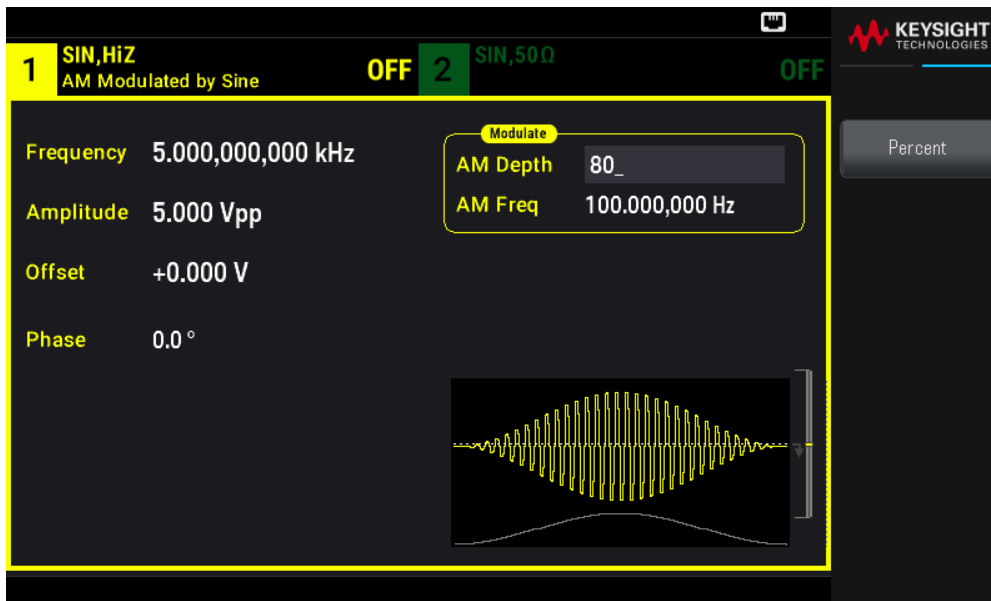 KEYSIGHT
TECHNOLOGIES
1
SIN,HiZ
AM Modulated by Sine
OFF
2
SIN,50Ω
OFF
Frequency 5.000,000,000 kHz
Amplitude 5.000 Vpp
Offset +0.000 V
Phase 0.0 °
Modulate
AM Depth 80_
AM Freq 100.000,000 Hz
Percent